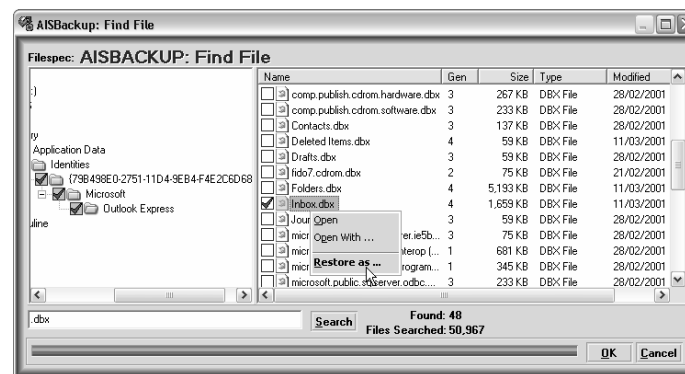 AISBackup: Find File
Filespec: AISBACKUP: Find File
Name Gen Size Type Modified
comp.publish.cdrom.hardware.dbx 3 267 KB DBX File 28/02/2001
comp.publish.cdrom.software.dbx 3 233 KB DBX File 28/02/2001
Contacts.dbx 3 137 KB DBX File 28/02/2001
Deleted Items.dbx 4 59 KB DBX File 11/03/2001
Drafts.dbx 3 59 KB DBX File 28/02/2001
fido7.cdrom.dbx 2 75 KB DBX File 21/02/2001
Folders.dbx 4 5,193 KB DBX File 11/03/2001
Inbox.dbx 4 1,659 KB DBX File 11/03/2001
Jour 3 59 KB DBX File 28/02/2001
micr er.ie5b... 3 75 KB DBX File 28/02/2001
micr terop (... 1 681 KB DBX File 28/02/2001
micr rogram... 1 345 KB DBX File 28/02/2001
microsoft.public.sqlserver.odbc.... 3 233 KB DBX File 28/02/2001
Open
Open With ...
Restore as ...
:)
ry
Application Data
Identities
{79B498E0-2751-11D4-9EB4-F4E2C6D68
Microsoft
Outlook Express
uline
.dbx
Search
Found: 48
Files Searched: 50,967
OK
Cancel